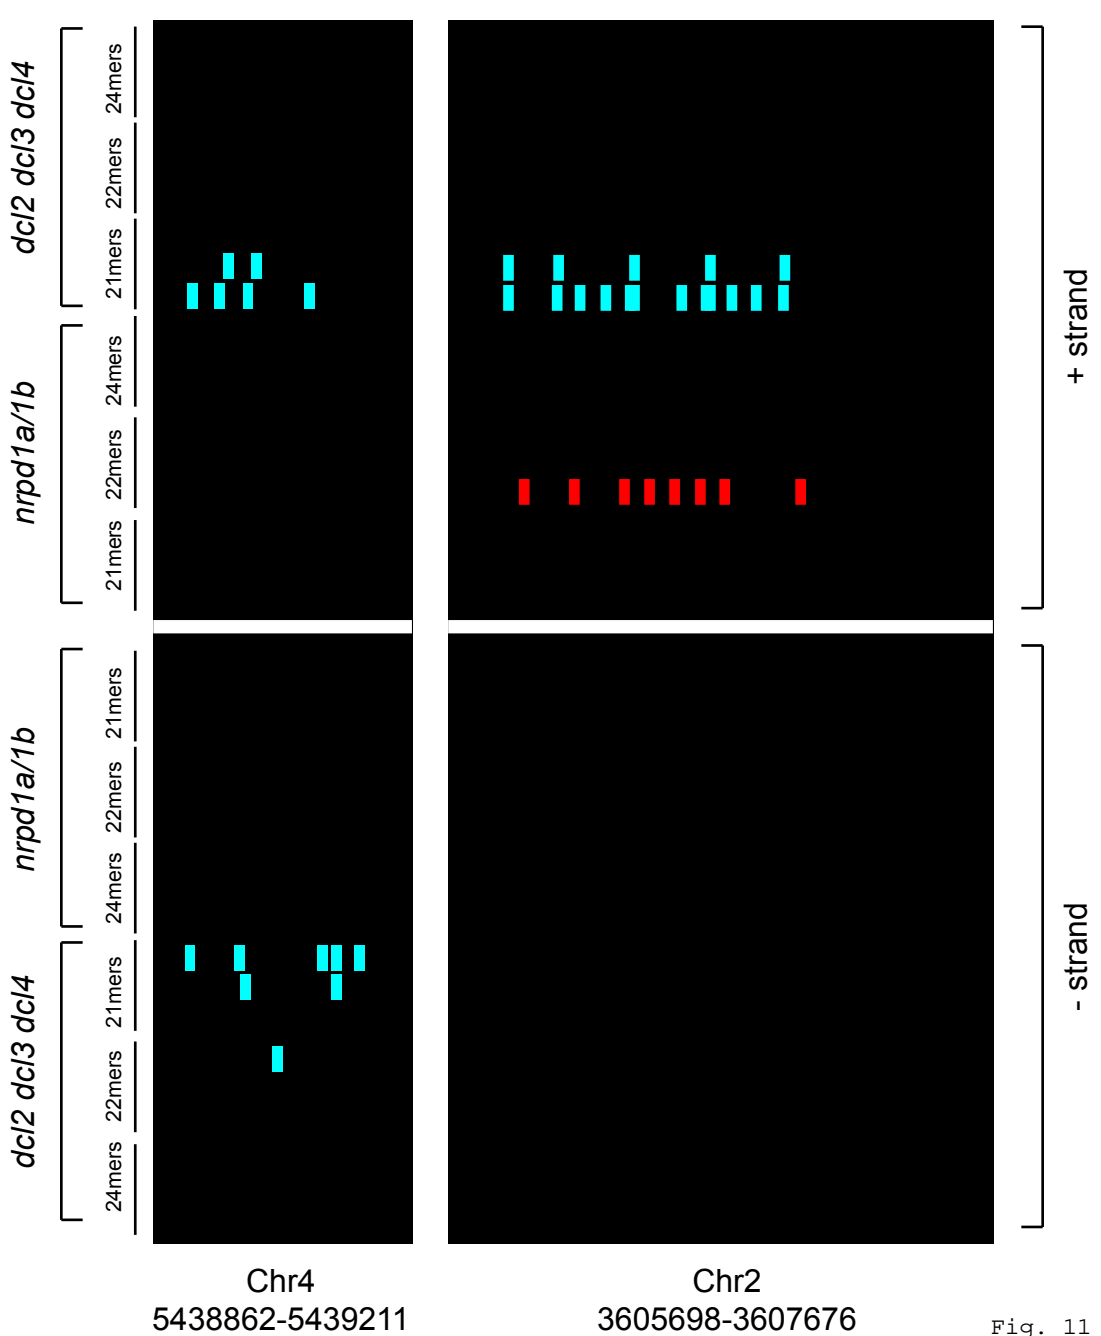 dcl2 dcl3 dcl4
24mers
22mers
21mers
nrpd1a/1b
24mers
22mers
21mers
+ strand
nrpd1a/1b
21mers
22mers
24mers
dcl2 dcl3 dcl4
21mers
22mers
24mers
- strand
Chr4
5438862-5439211
Chr2
3605698-3607676
Fig. 11